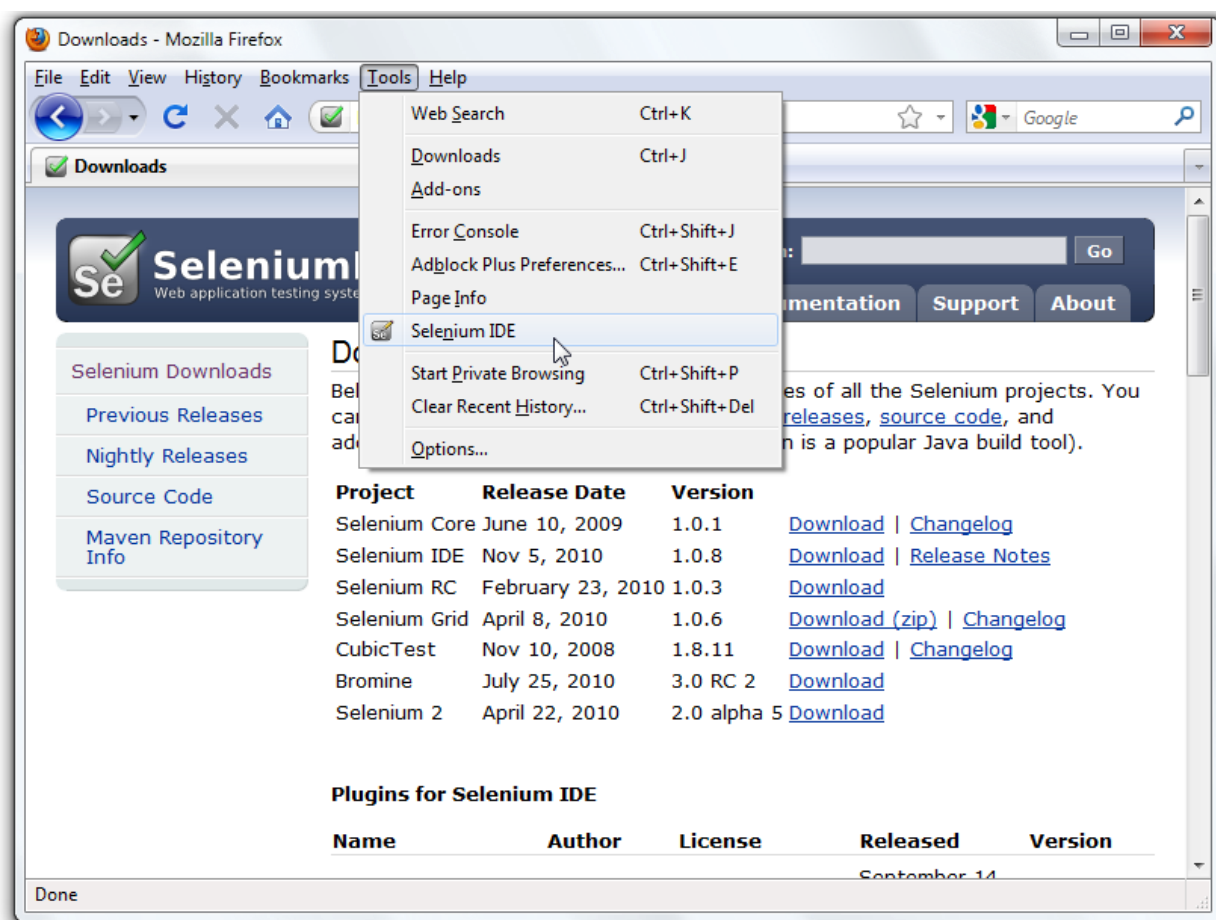 Downloads - Mozilla Firefox
File Edit View History Bookmarks Tools Help
Google
Downloads
Web Search Ctrl+K
Downloads Ctrl+J
Add-ons
Error Console Ctrl+Shift+J
Adblock Plus Preferences... Ctrl+Shift+E
Page Info
Selenium IDE
Start Private Browsing Ctrl+Shift+P
Clear Recent History... Ctrl+Shift+Del
Options...
Se
Web application testing
Go
Support About
Selenium Downloads
Previous Releases
Nightly Releases
Source Code
Maven Repository
Info
of all the Selenium projects. You
releases, source code, and
is a popular Java build tool).
Project Release Date Version
Selenium Core June 10, 2009 1.0.1 Download | Changelog
Selenium IDE Nov 5, 2010 1.0.8 Download | Release Notes
Selenium RC February 23, 2010 1.0.3 Download
Selenium Grid April 8, 2010 1.0.6 Download (zip) | Changelog
CubicTest Nov 10, 2008 1.8.11 Download | Changelog
Bromine July 25, 2010 3.0 RC 2 Download
Selenium 2 April 22, 2010 2.0 alpha 5 Download
Plugins for Selenium IDE
Name Author License Released Version
September 14
Done